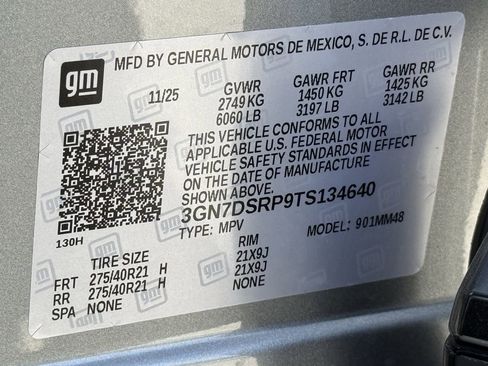 gm
MFD BY GENERAL MOTORS DE MEXICO, S. DE R.L. DE C.V.
11/25 GVWR GAWR FRT GAWR RR
2749 KG 1450 KG 1425 KG
6060 LB 3197 LB 3142 LB
THIS VEHICLE CONFORMS TO ALL
APPLICABLE U.S. FEDERAL MOTOR
VEHICLE SAFETY STANDARDS IN EFFECT
ON THE DATE OF MANUFACTURE
SHOWN ABOVE.
3GN7DSRP9TS134640
130H TYPE: MPV MODEL: 901MM48
TIRE SIZE RIM
FRT 275/40R21 H 21X9J
RR 275/40R21 H 21X9J
SPA NONE NONE